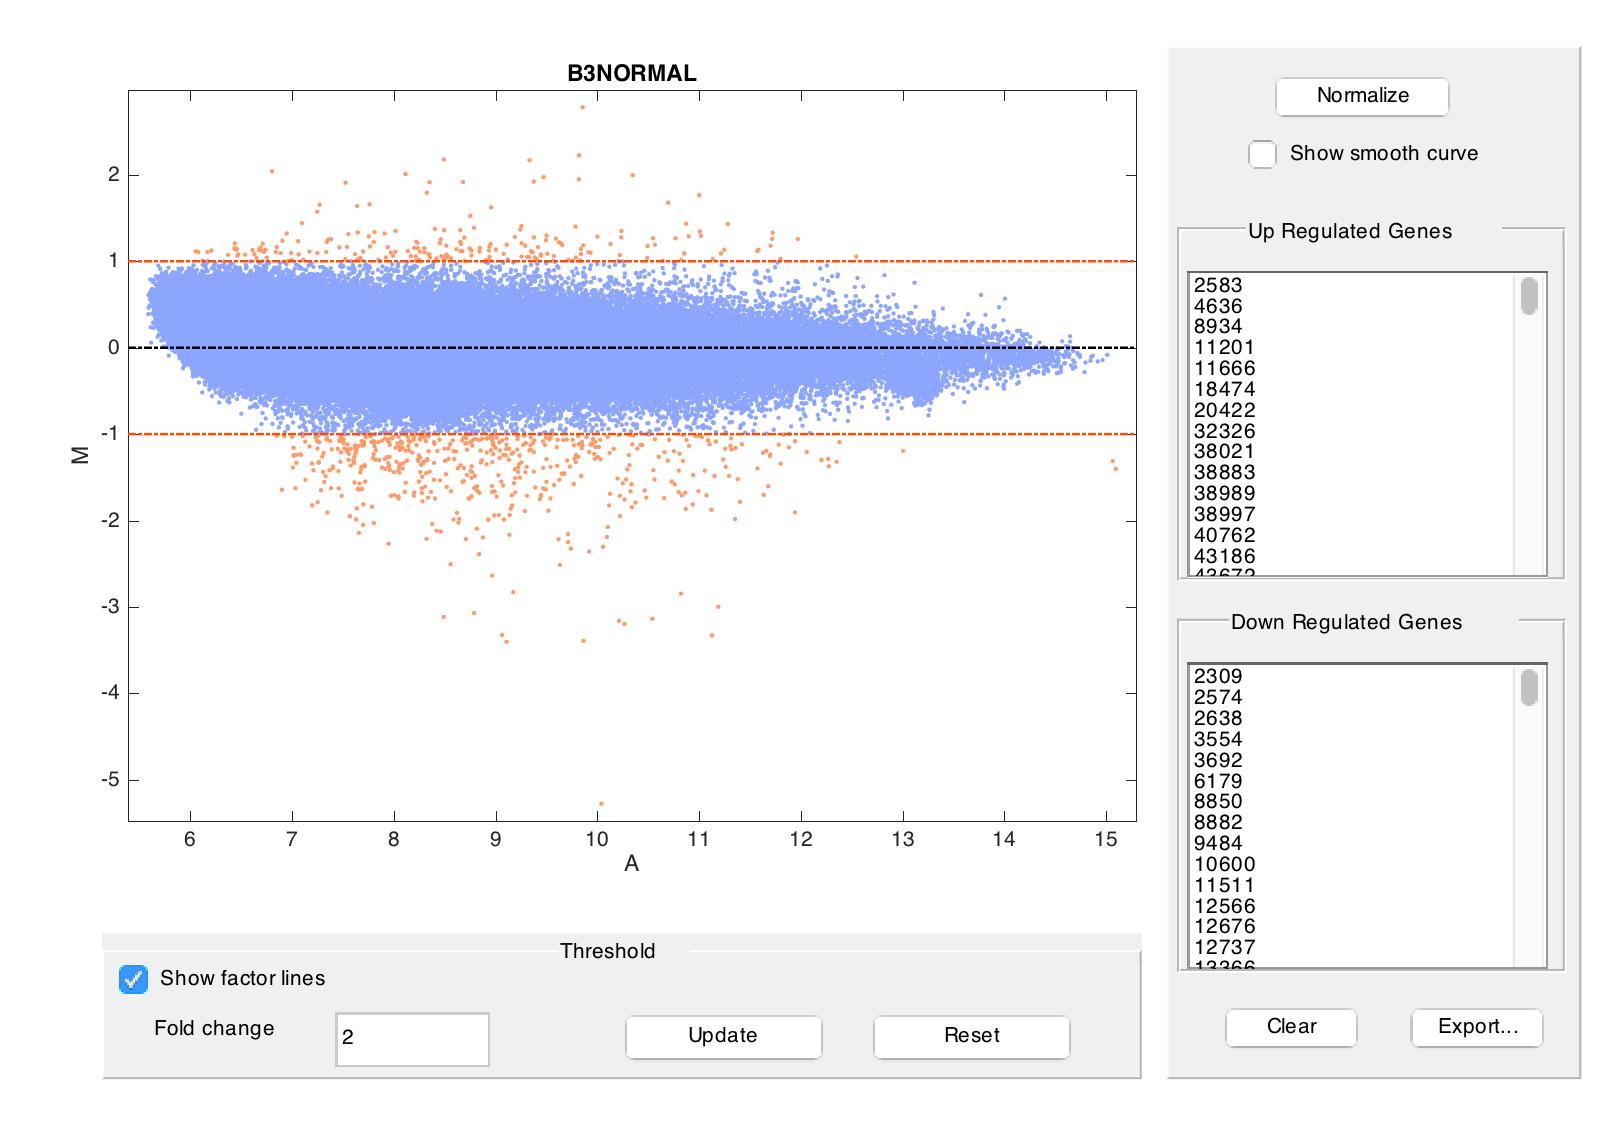 B3NORMAL
2
1
0
-1
-2
-3
-4
-5
M
6 7 8 9 10 11 12 13 14 15
A
Threshold
Show factor lines
Fold change
2
Update
Reset
Normalize
Show smooth curve
Up Regulated Genes
2583
4636
8934
11201
11666
18474
20422
32326
38021
38883
38989
38997
40762
43186
43672
Down Regulated Genes
2309
2574
2638
3554
3692
6179
8850
8882
9484
10600
11511
12566
12676
12737
13366
Clear
Export...